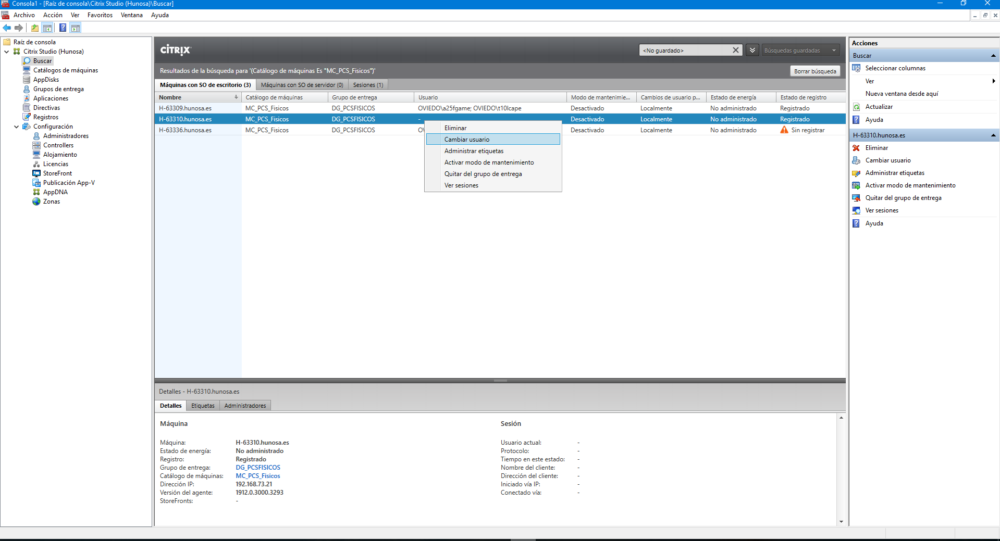 Consola1 - [Raíz de consola\Citrix Studio (Hunosa)\Buscar]
Archivo Acción Ver Favoritos Ventana Ayuda
Raíz de consola
Citrix Studio (Hunosa)
Buscar
Catálogos de máquinas
AppDisks
Grupos de entrega
Aplicaciones
Directivas
Registros
Configuración
Administradores
Controllers
Alojamiento
Licencias
StoreFront
Publicación App-V
AppDNA
Zonas
CİTRIX
<No guardado>
Búsquedas guardadas
Resultados de la búsqueda para '(Catálogo de máquinas Es "MC_PCS_Fisicos")'
Borrar búsqueda
Máquinas con SO de escritorio (3) Máquinas con SO de servidor (0) Sesiones (1)
Nombre Catálogo de máquinas Grupo de entrega Usuario Modo de mantenimie... Cambios de usuario p... Estado de energía Estado de registro
H-63309.hunosa.es MC_PCS_Fisicos DG_PCSFISICOS OVIEDO\a25fgame; OVIEDO\t10lcape Desactivado Localmente No administrado Registrado
H-63310.hunosa.es MC_PCS_Fisicos DG_PCSFISICOS - Desactivado Localmente No administrado Registrado
H-63336.hunosa.es MC_PCS_Fisicos DG_PCSFISICOS Desactivado Localmente No administrado Sin registrar
Eliminar
Cambiar usuario
Administrar etiquetas
Activar modo de mantenimiento
Quitar del grupo de entrega
Ver sesiones
Detalles - H-63310.hunosa.es
Detalles Etiquetas Administradores
Máquina
Máquina: H-63310.hunosa.es
Estado de energía: No administrado
Registro: Registrado
Grupo de entrega: DG_PCSFISICOS
Catálogo de máquinas: MC_PCS_Fisicos
Dirección IP: 192.168.73.21
Versión del agente: 1912.0.3000.3293
StoreFronts: -
Sesión
Usuario actual: -
Protocolo: -
Tiempo en este estado: -
Nombre del cliente: -
Dirección del cliente: -
Iniciado vía IP: -
Conectado vía: -
Acciones
Buscar
Seleccionar columnas
Ver
Nueva ventana desde aquí
Actualizar
Ayuda
H-63310.hunosa.es
Eliminar
Cambiar usuario
Administrar etiquetas
Activar modo de mantenimiento
Quitar del grupo de entrega
Ver sesiones
Ayuda